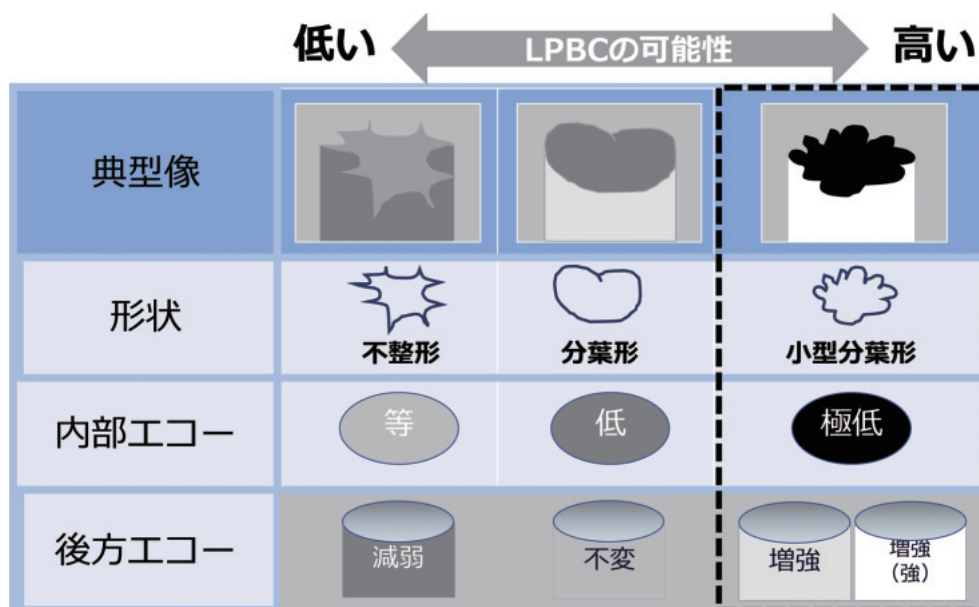 低い LPBCの可能性 高い
典型像
形状 不整形 分葉形 小型分葉形
内部エコー 等 低 極低
後方エコー 減弱 不変 増強 増強
(強)